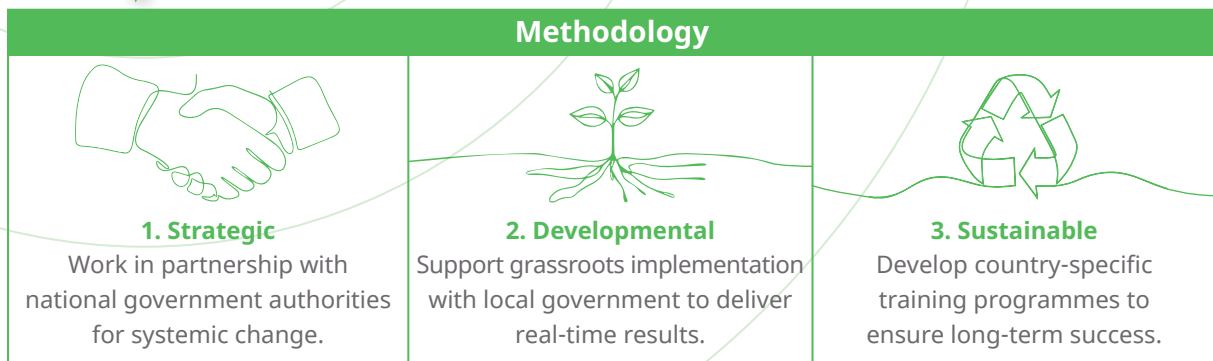 Methodology
1. Strategic
Work in partnership with
national government authorities
for systemic change.
2. Developmental
Support grassroots implementation
with local government to deliver
real-time results.
3. Sustainable
Develop country-specific
training programmes to
ensure long-term success.